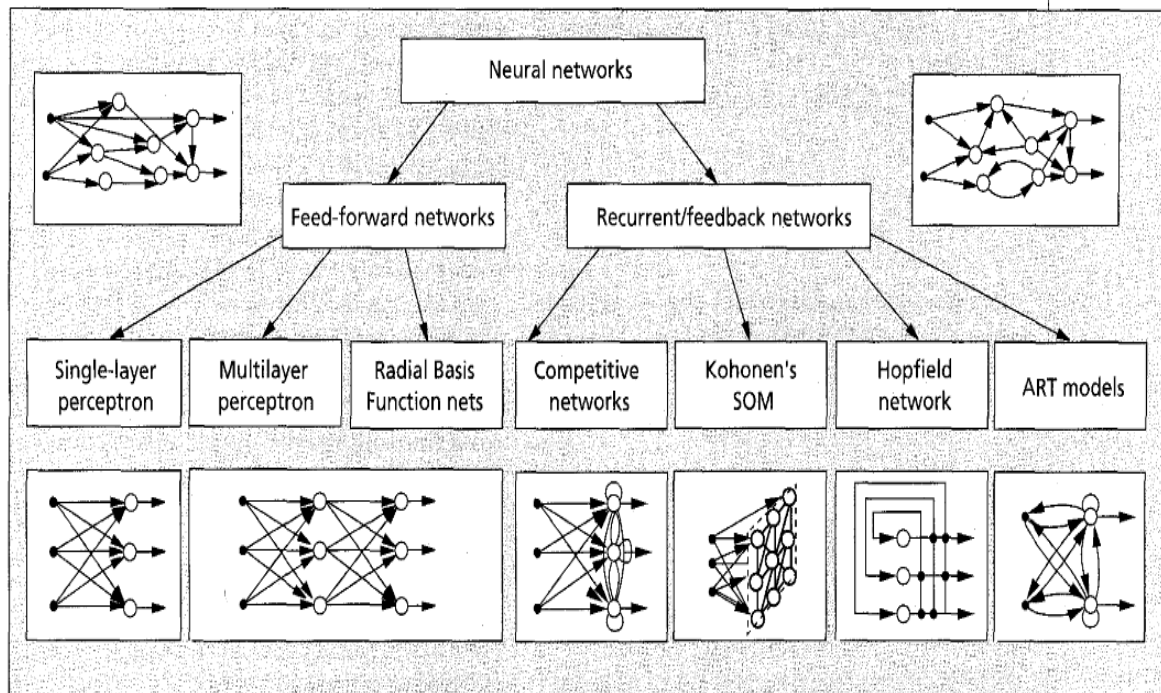 Neural networks
Feed-forward networks
Recurrent/feedback networks
Single-layer
perceptron
Multilayer
perceptron
Radial Basis
Function nets
Competitive
networks
Kohonen's
SOM
Hopfield
network
ART models